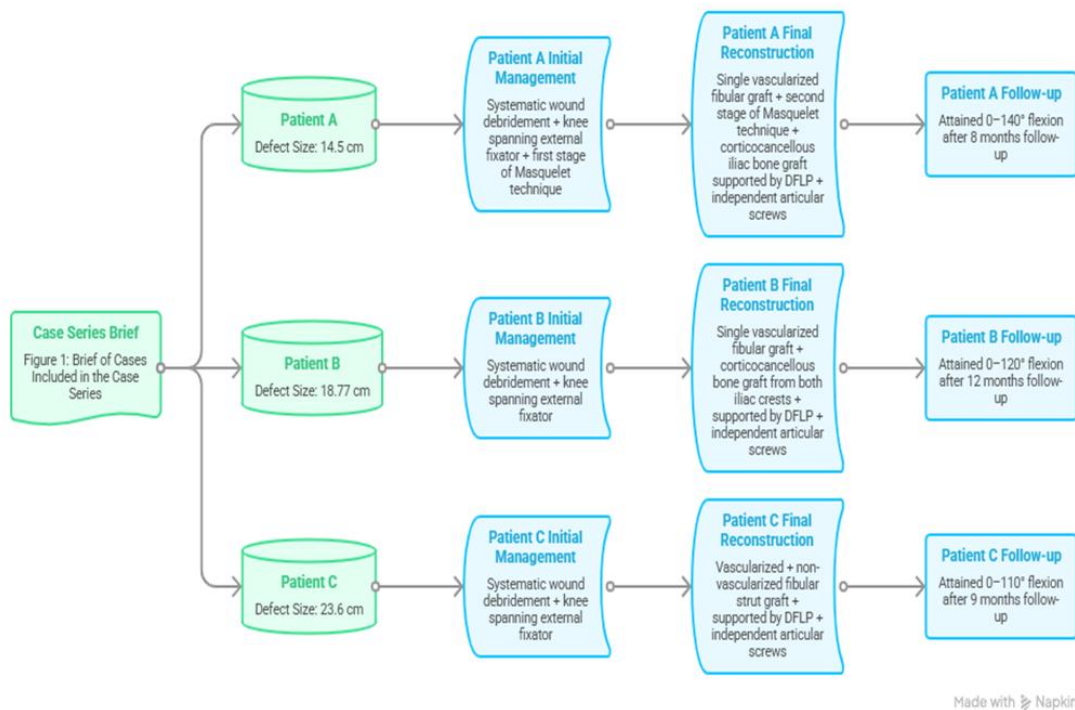 Case Series Brief
Figure 1: Brief of Cases
Included in the Case
Series
Patient A
Defect Size: 14.5 cm
Patient A Initial
Management
Systematic wound
debridement + knee
spanning external
fixator + first stage
of Masquelet
technique
Patient A Final
Reconstruction
Single vascularized
fibular graft + second
stage of Masquelet
technique +
corticocancellous
iliac bone graft
supported by DFLP +
independent articular
screws
Patient A Follow-up
Attained 0–140° flexion
after 8 months follow-
up
Patient B
Defect Size: 18.77 cm
Patient B Initial
Management
Systematic wound
debridement + knee
spanning external
fixator
Patient B Final
Reconstruction
Single vascularized
fibular graft +
corticocancellous
bone graft from both
iliac crests +
supported by DFLP +
independent articular
screws
Patient B Follow-up
Attained 0–120° flexion
after 12 months follow-
up
Patient C
Defect Size: 23.6 cm
Patient C Initial
Management
Systematic wound
debridement + knee
spanning external
fixator
Patient C Final
Reconstruction
Vascularized + non-
vascularized fibular
strut graft +
supported by DFLP +
independent articular
screws
Patient C Follow-up
Attained 0–110° flexion
after 9 months follow-
up
Made with Napkin